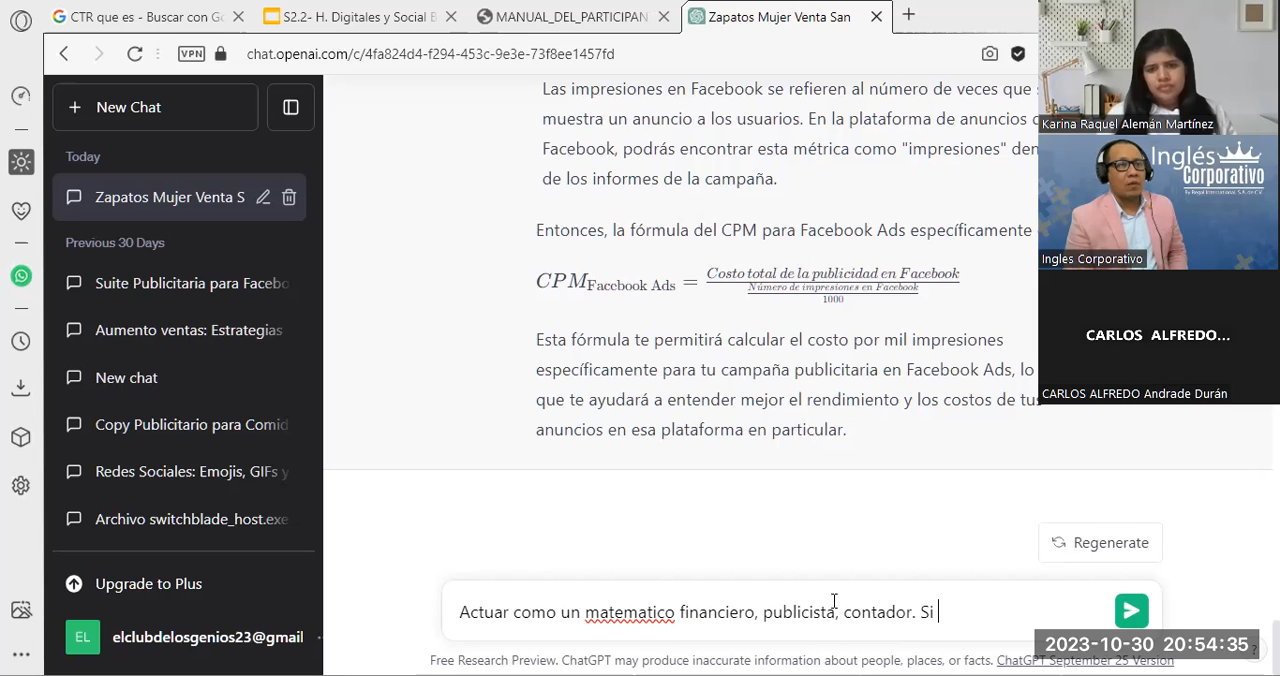 CTR que es - Buscar con Go
S2.2- H. Digitales y Social B
MANUAL_DEL_PARTICIPAN
Zapatos Mujer Venta San
VPN
chat.openai.com/c/4fa824d4-f294-453c-9e3e-73f8ee1457fd
New Chat
Today
Zapatos Mujer Venta S
Previous 30 Days
Suite Publicitaria para Facebo
Aumento ventas: Estrategias
New chat
Copy Publicitario para Comid
Redes Sociales: Emojis, GIFs y
Archivo switchblade_host.exe
Upgrade to Plus
EL
elclubdelosgenios23@gmail
Las impresiones en Facebook se refieren al número de veces que s
muestra un anuncio a los usuarios. En la plataforma de anuncios d
Facebook, podrás encontrar esta métrica como "impresiones" den
de los informes de la campaña.
Entonces, la fórmula del CPM para Facebook Ads específicamente
CPM Facebook Ads =
Costo total de la publicidad en Facebook
Número de impresiones en Facebook
1000
Esta fórmula te permitirá calcular el costo por mil impresiones
específicamente para tu campaña publicitaria en Facebook Ads, lo
que te ayudará a entender mejor el rendimiento y los costos de tus
anuncios en esa plataforma en particular.
Regenerate
Actuar como un matematico financiero, publicista, contador. Si
Free Research Preview. ChatGPT may produce inaccurate information about people, places, or facts. ChatGPT September 25 Version
Karina Raquel Alemán Martínez
Inglés
Corporativo
By Regal International, S.A. de C.V.
Ingles Corporativo
CARLOS ALFREDO...
CARLOS ALFREDO Andrade Durán
2023-10-30 20:54:35
?